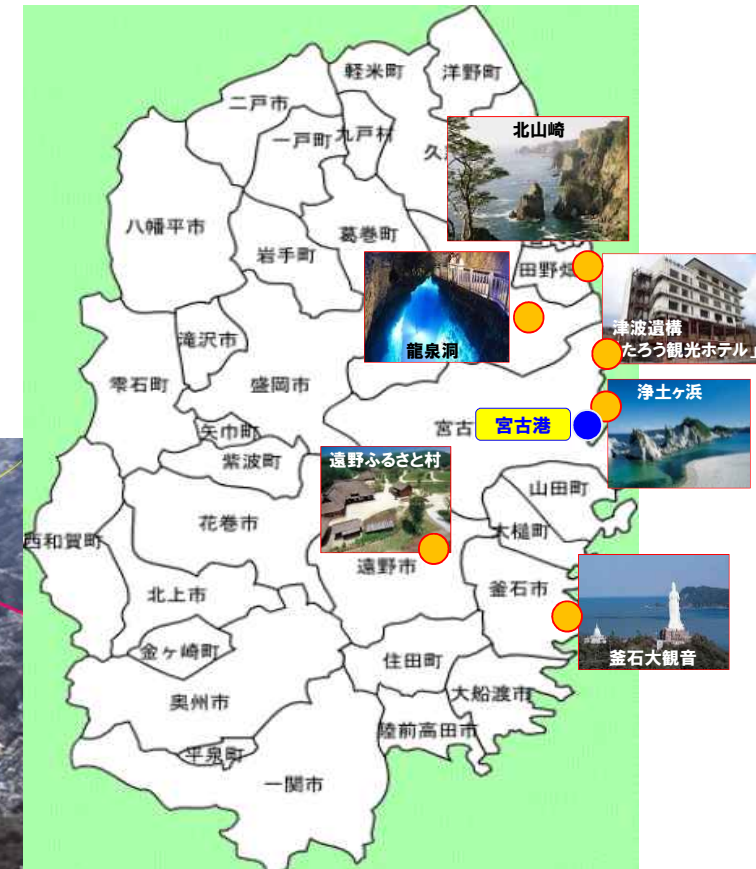 軽米町
洋野町
二戸市
一戸町
九戸村
久
北山崎
八幡平市
葛巻町
岩手町
田野畑
龍泉洞
津波遺構
「たろう観光ホテル」
滝沢市
雫石町
盛岡市
浄土ヶ浜
矢巾町
宮古
宮古港
紫波町
遠野ふるさと村
山田町
花巻市
大槌町
西和賀町
遠野市
釜石市
北上市
金ヶ崎町
住田町
釜石大観音
奥州市
大船渡市
陸前高田市
平泉町
一関市